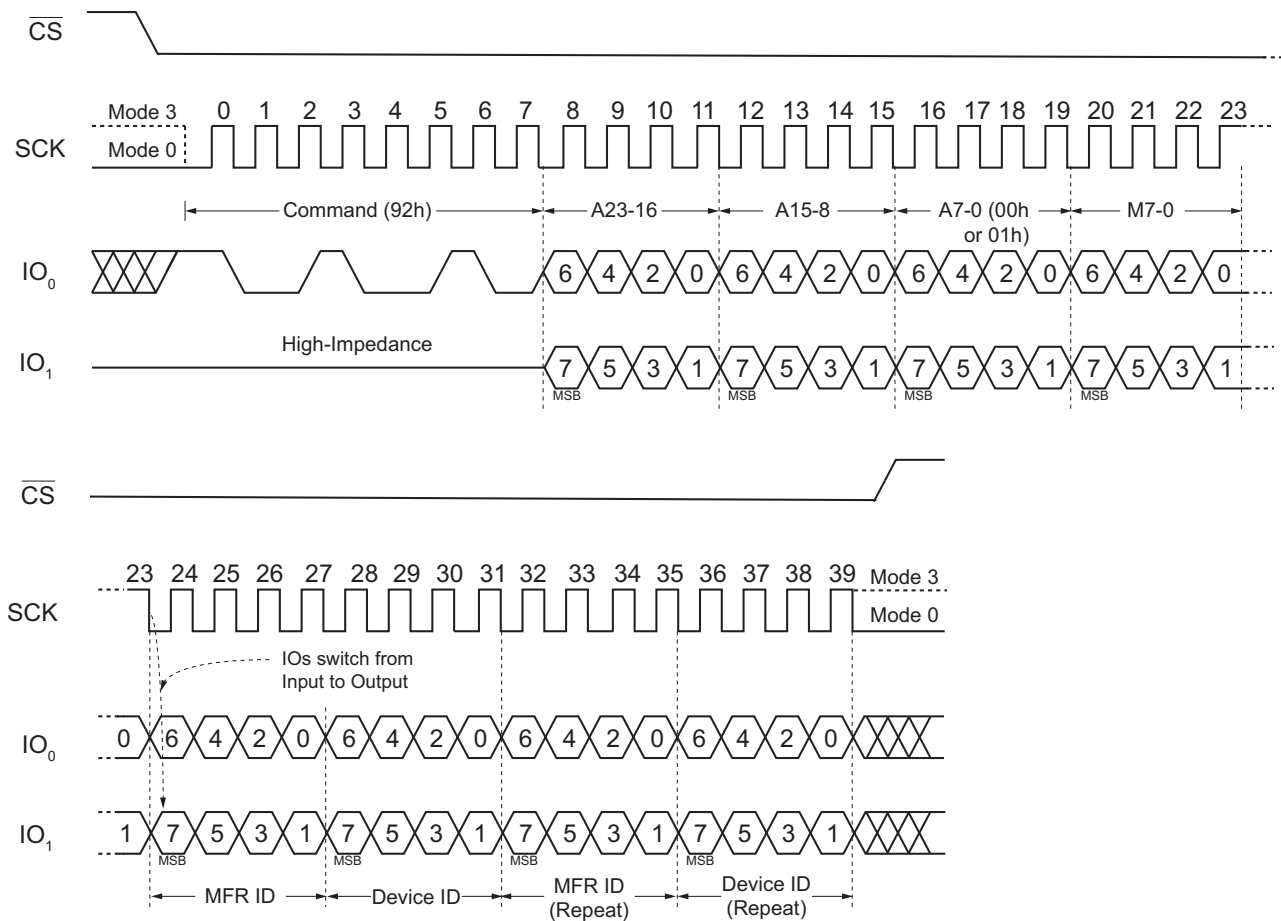 CS
Mode 3 0 1 2 3 4 5 6 7 8 9 10 11 12 13 14 15 16 17 18 19 20 21 22 23
SCK
Mode 0
Command (92h) A23-16 A15-8 A7-0 (00h or 01h) M7-0
IO0 6 4 2 0 6 4 2 0 6 4 2 0 6 4 2 0
High-Impedance
IO1 7 5 3 1 7 5 3 1 7 5 3 1 7 5 3 1
MSB MSB MSB MSB
CS
23 24 25 26 27 28 29 30 31 32 33 34 35 36 37 38 39 Mode 3
SCK Mode 0
IOs switch from
Input to Output
IO0 0 6 4 2 0 6 4 2 0 6 4 2 0 6 4 2 0
IO1 1 7 5 3 1 7 5 3 1 7 5 3 1 7 5 3 1
MSB MSB MSB MSB
MFR ID Device ID MFR ID (Repeat) Device ID (Repeat)